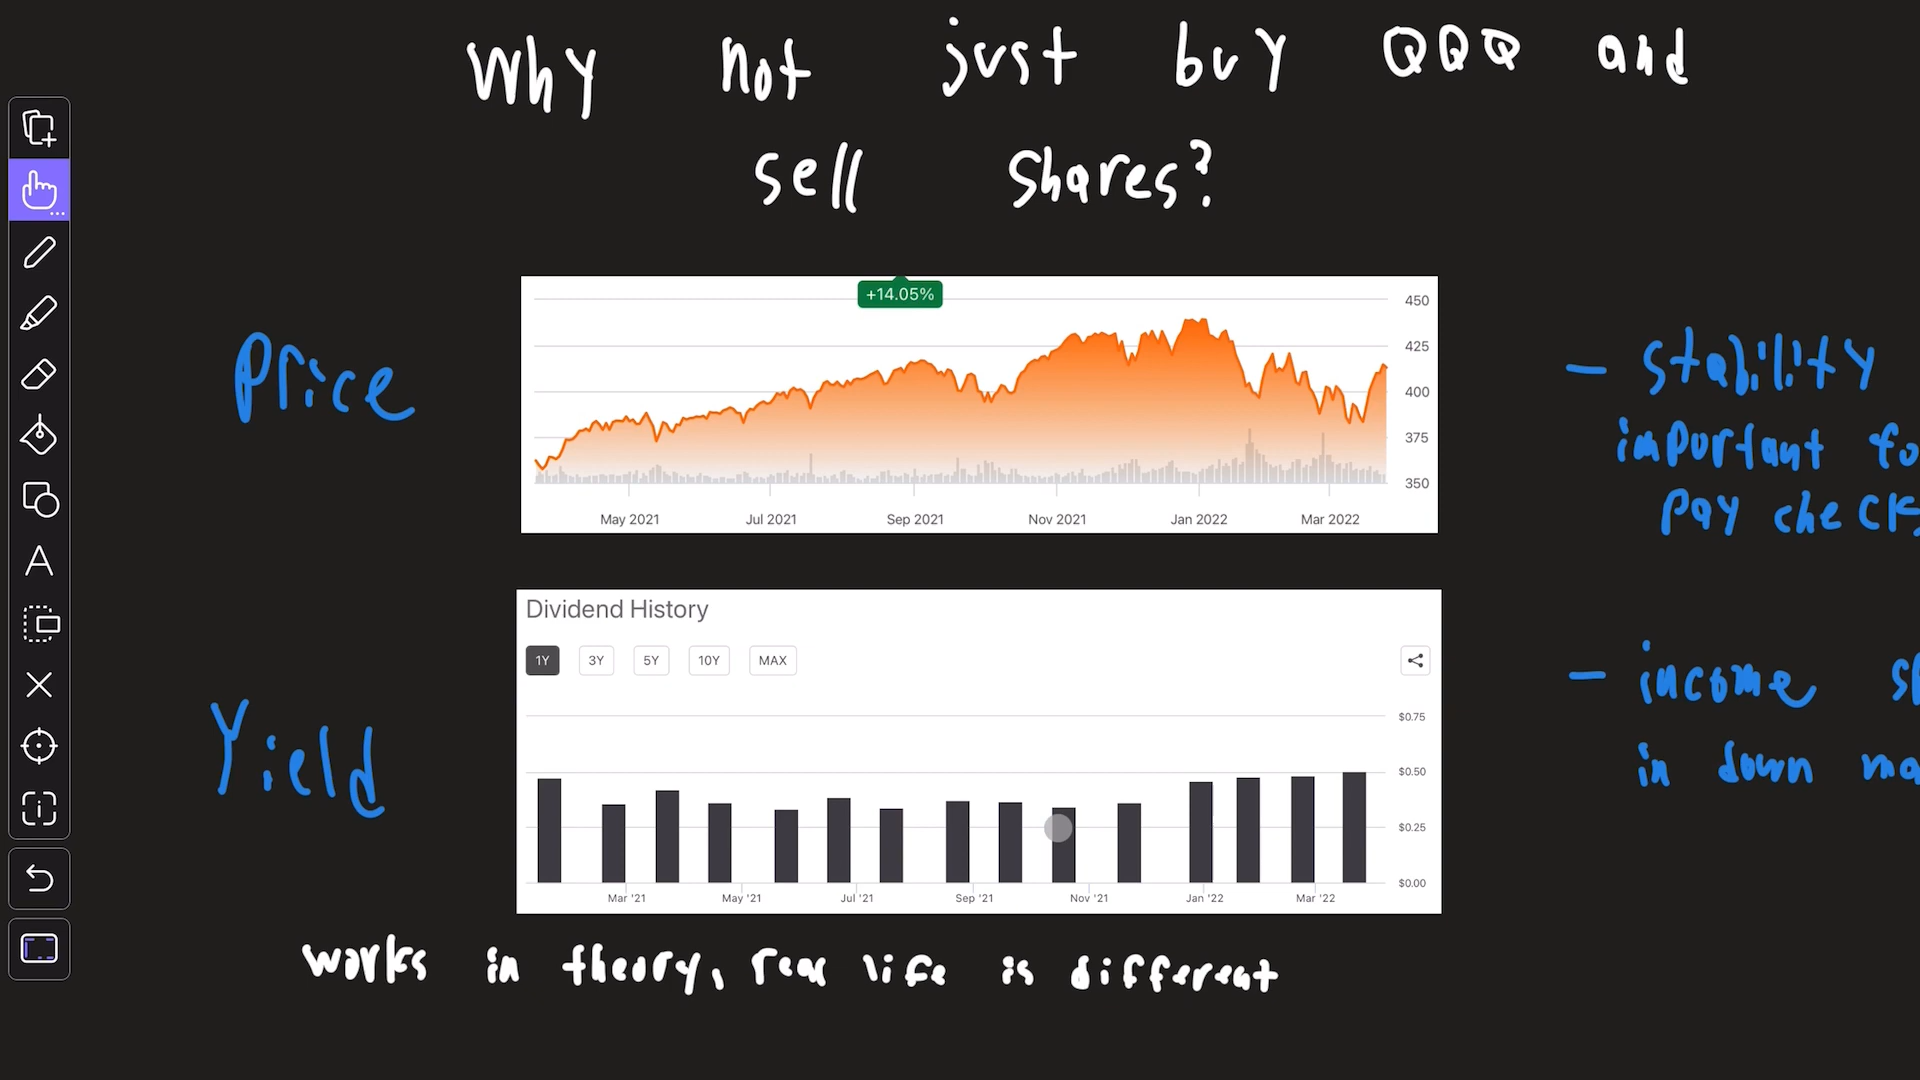 Why not just buy QQQ and
sell shares?
+14.05%
450
425
400
375
350
May 2021 Jul 2021 Sep 2021 Nov 2021 Jan 2022 Mar 2022
Price
- stability
important fo
pay check
Dividend History
1Y 3Y 5Y 10Y MAX
$0.75
$0.50
$0.25
$0.00
Mar '21 May '21 Jul '21 Sep '21 Nov '21 Jan '22 Mar '22
Yield
- income
in down ma
works in theory, real life is different